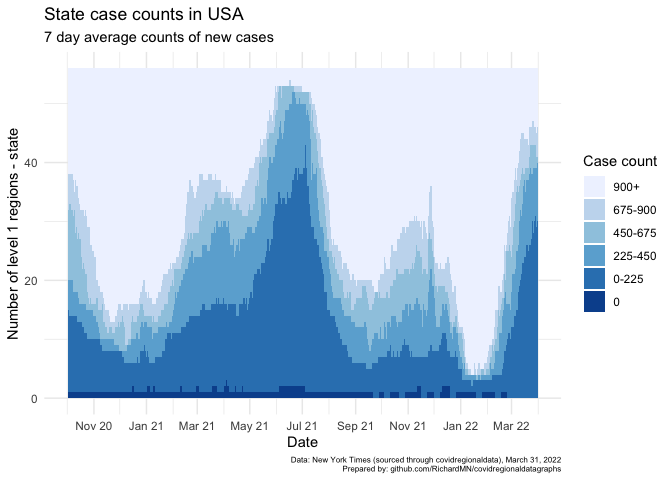 State case counts in USA
7 day average counts of new cases
Number of level 1 regions - state
40
20
0
Nov 20 Jan 21 Mar 21 May 21 Jul 21 Sep 21 Nov 21 Jan 22 Mar 22
Date
Case count
900+
675-900
450-675
225-450
0-225
0
Data: New York Times (sourced through covidregionaldata), March 31, 2022
Prepared by: github.com/RichardMN/covidregionaldatagraphs